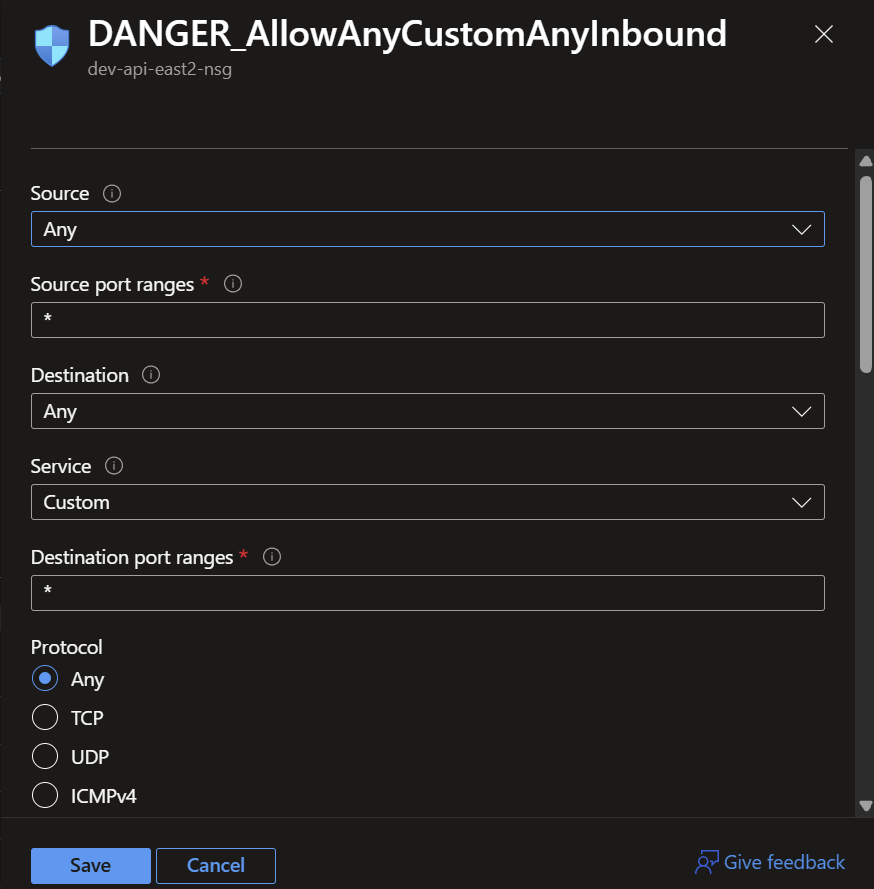 DANGER_AllowAnyCustomAnyInbound
dev-api-east2-nsg
Source
Any
Source port ranges *
*
Destination
Any
Service
Custom
Destination port ranges *
*
Protocol
Any
TCP
UDP
ICMPv4
Save Cancel Give feedback